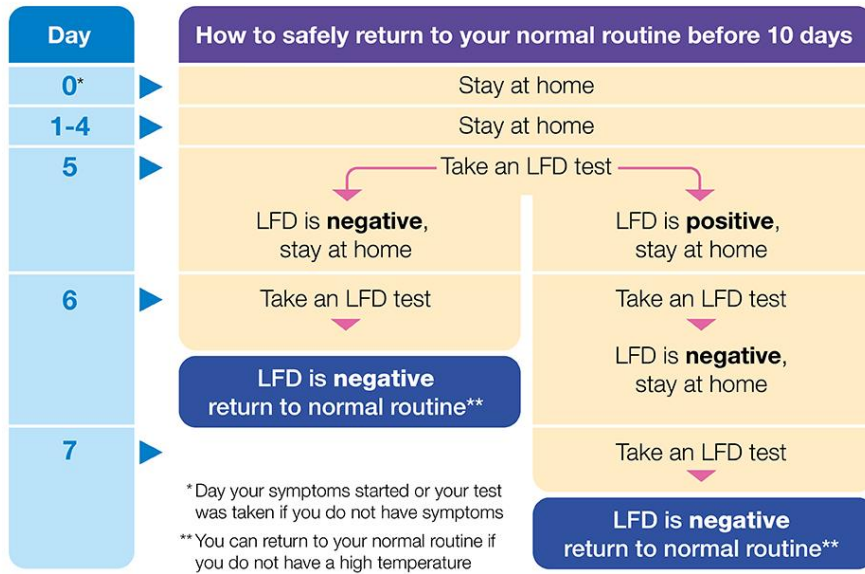 Day
How to safely return to your normal routine before 10 days
0*
Stay at home
1-4
Stay at home
5
Take an LFD test
LFD is negative,
stay at home
LFD is positive,
stay at home
6
Take an LFD test
LFD is negative
return to normal routine**
Take an LFD test
LFD is negative,
stay at home
7
Take an LFD test
LFD is negative
return to normal routine**
* Day your symptoms started or your test
was taken if you do not have symptoms
** You can return to your normal routine if
you do not have a high temperature